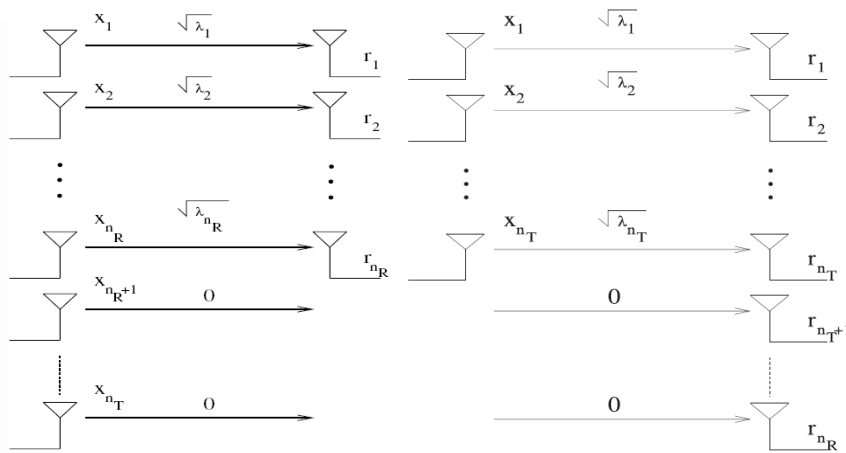 x₁ √λ₁ r₁
x₂ √λ₂ r₂
x_{n_R} √λ_{n_R} r_{n_R}
x_{n_R+1} 0
x_{n_T} 0
x₁ √λ₁ r₁
x₂ √λ₂ r₂
x_{n_T} √λ_{n_T} r_{n_T}
0 r_{n_T+1}
0 r_{n_R}